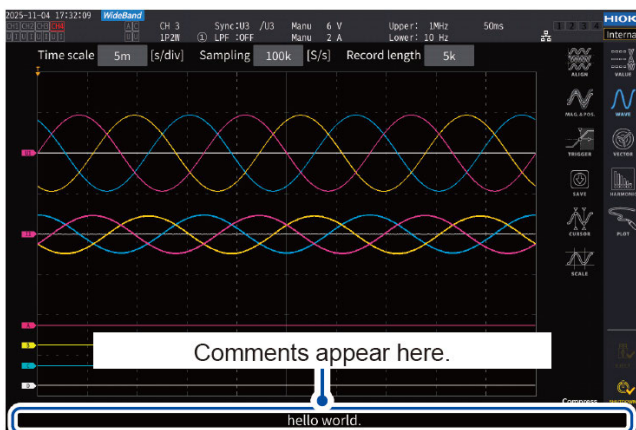 2025-11-04 17:32:09 WideBand CH 3 Sync:U3 /U3 Manu 6 V Upper: 1MHz 50ms HIOK
1P2W ① LPF :OFF Manu 2 A Lower: 10 Hz Interna
Time scale 5m [s/div] Sampling 100k [S/s] Record length 5k
ALIGN VALUE
MAG.&POS. WAVE
TRIGGER VECTOR
SAVE HARMONIC
CURSOR PLOT
SCALE
Comments appear here.
Compress
hello world.